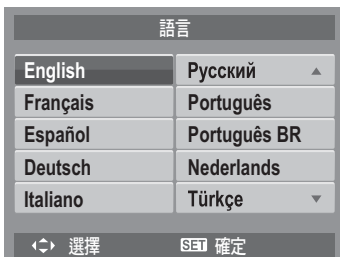 語言
English
Français
Español
Deutsch
Italiano
Русский
Português
Português BR
Nederlands
Türkçe
選擇
SET 確定